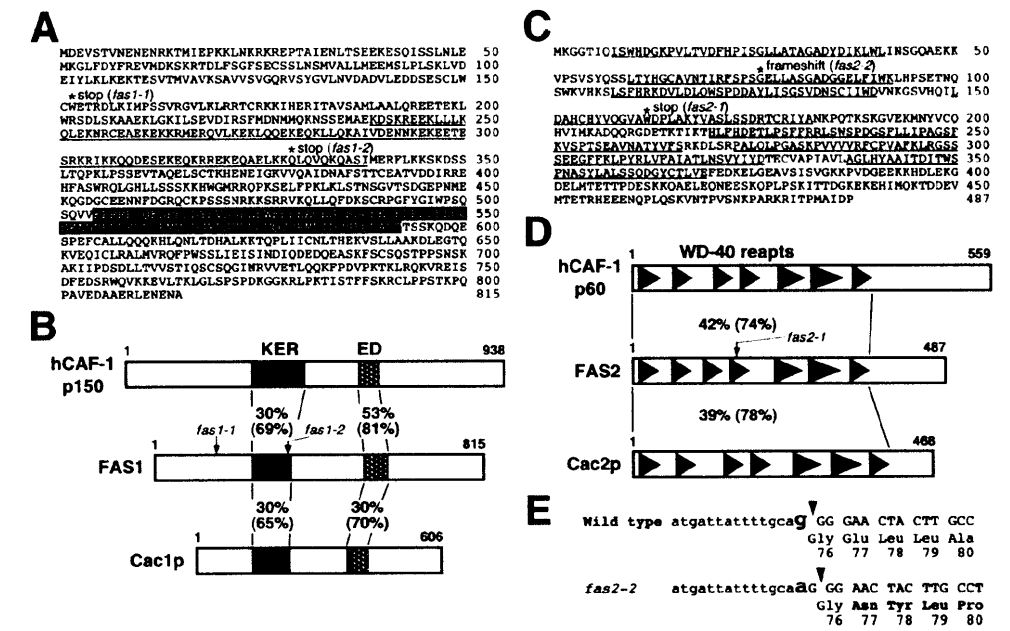 A
MDEVSTVNENENRKTMIEPKKLNKRKREPTAIENLTSEEKESQISSLNLE 50
MKGLFDYFREVMDKSKRTDLFSGFSECSSLNSMVALLMEEMSLPLSKLVD 100
EIYLKLKEKTESVTMVAVKSAVVSVGQRVSYGVLNVDADVLEDDSESCLW 150
* stop (fas1-1)
CWETRDLKIMPSSVRGVLKLRRTCRKKIHERITAVSAMLAALQREETEKL 200
WRSDLSKAAEKLGKILSEVDIRSFMDNMMQKNSSEMAEKDSKREEKLLLK 250
QLEKNRCEAEKEKKRMERQVLKEKLQQEKEQKLLQKAIVDENNKEKEETE 300
* stop (fas1-2)
SRKRIKKQQDESEKEQKRREKEQAELKKQLQVQKQASIMERFLKKSKDSS 350
LTQPKLPSSEVTAQELSCTKHENEIGKVVQAIDNAFSTTCEATVDDIRRE 400
HFASWRQLGHLLSSSKKHWGMRRQPKSELFPKLKLSTNSGVTSDGEPNME 450
KQGDGCEENNFDGRQCKPSSSNRKKSRRVKQLLQFDKSCRPGFYGIWPSQ 500
SQVV 550
TSSKQDQE 600
SPEFCALLQQQKHLQNLTDHALKKTQPLIICNLTHEKVSLLAAKDLEGTQ 650
KVEQICLRALMVRQFPWSSLIEISINDIQDEDQEASKFSCSQSTPPSNSK 700
AKIIPDSDLLTVVSTIQSCSQGIWRVVETLQQKFPDVPKTKLRQKVREIS 750
DFEDSRWQVKKEVLTKLGLSPSPDKGGKRLPKTISTFFSKRCLPPSTKPQ 800
PAVEDAAERLENENA 815
B
hCAF-1
p150
1
KER
ED
938
30%
(69%)
53%
(81%)
fas1-1
fas1-2
FAS1
1
815
30%
(65%)
30%
(70%)
Cac1p
1
606
C
MKGGTIQISWHDGKPVLTVDFHPISGLLATAGADYDIKLWLINSGQAEKK 50
* frameshift (fas2-2)
VPSVSYQSSLTYHGCAVNTIRFSPSGELLASGADGGELFIWKLHPSETNQ 100
SWKVHKSLSFHRKDVLDLQWSPDDAYLISGSVDNSCIIWDVNKGSVHQIL 150
* stop (fas2-1)
DAHCHYVQGVAWDPLAKYVASLSSDRTCRIYANKPQTKSKGVEKMNYVCQ 200
HVIMKADQQRGDETKTIKTHLFHDETLPSFFRRLSWSPDGSFLLIPAGSF 250
KVSPTSEAVNATYVFSRKDLSRPALQLPGASKPVVVVRFCPVAFKLRGSS 300
SEEGFFKLPYRLVFAIATLNSVYIYDTECVAPIAVLAGLHYAAITDITWS 350
PNASYLALSSQDGYCTLVEFEDKELGEAVSISVGKKPVDGEEKKHDLEKG 400
DELMTETTPDESKKQAELEQNEESKQPLPSKITTDGKEKEHIMQKTDDEV 450
MTETRHEEENQPLQSKVNTPVSNKPARKRITPMAIDP 487
D
WD-40 reapts
hCAF-1
p60
1
559
42% (74%)
fas2-1
FAS2
1
487
39% (78%)
Cac2p
1
468
E
Wild type atgattattttgcag GG GAA CTA CTT GCC
Gly Glu Leu Leu Ala
76 77 78 79 80
fas2-2 atgattattttgcaaG GG AAC TAC TTG CCT
Gly Asn Tyr Leu Pro
76 77 78 79 80